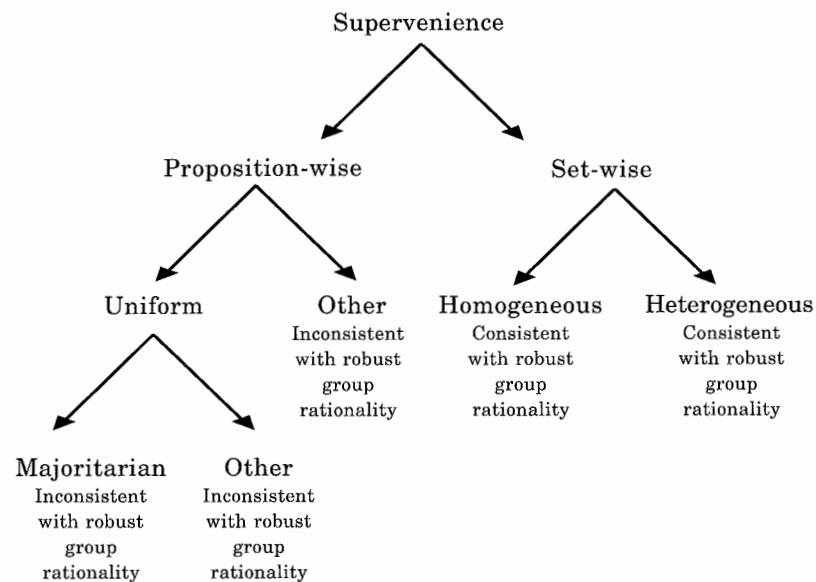 Supervenience
Proposition-wise
Set-wise
Uniform
Other
Inconsistent
with robust
group
rationality
Homogeneous
Consistent
with robust
group
rationality
Heterogeneous
Consistent
with robust
group
rationality
Majoritarian
Inconsistent
with robust
group
rationality
Other
Inconsistent
with robust
group
rationality